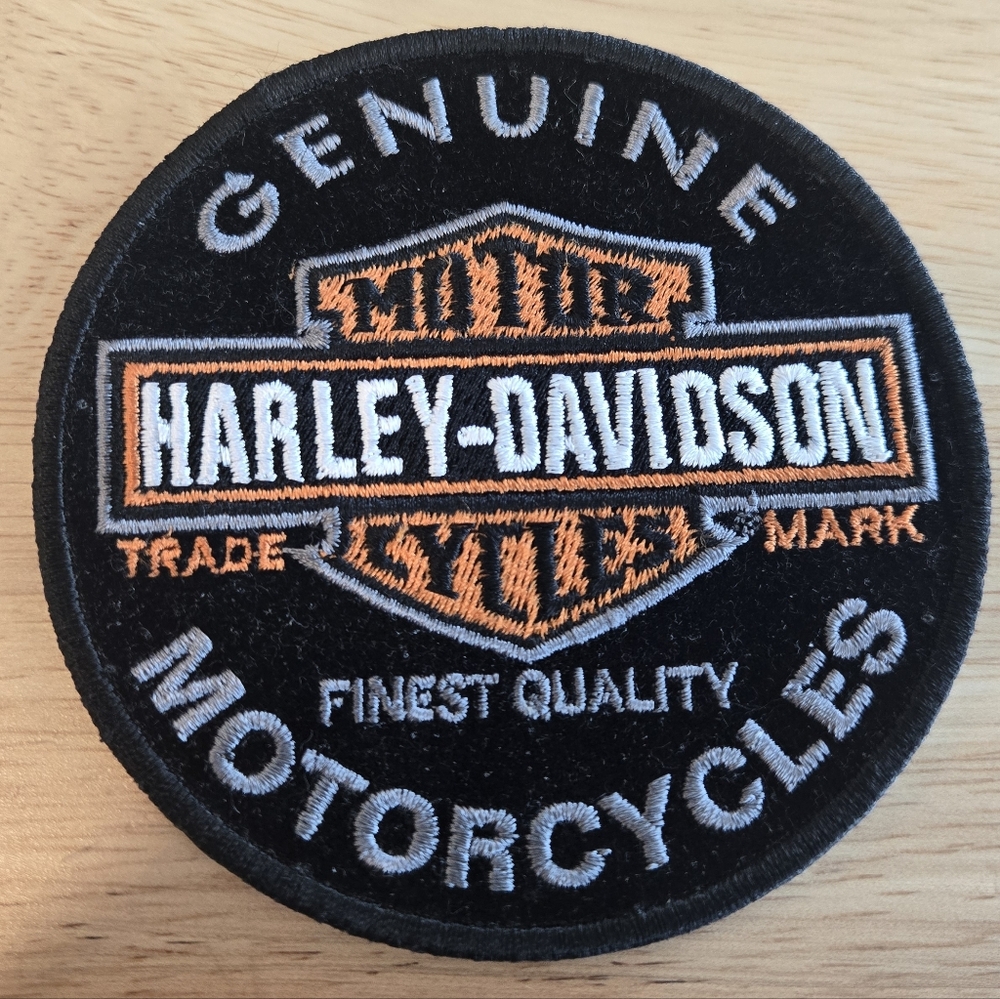 GENUINE
MOTOR
HARLEY-DAVIDSON
CYCLES
TRADE MARK
FINEST QUALITY
MOTORCYCLES